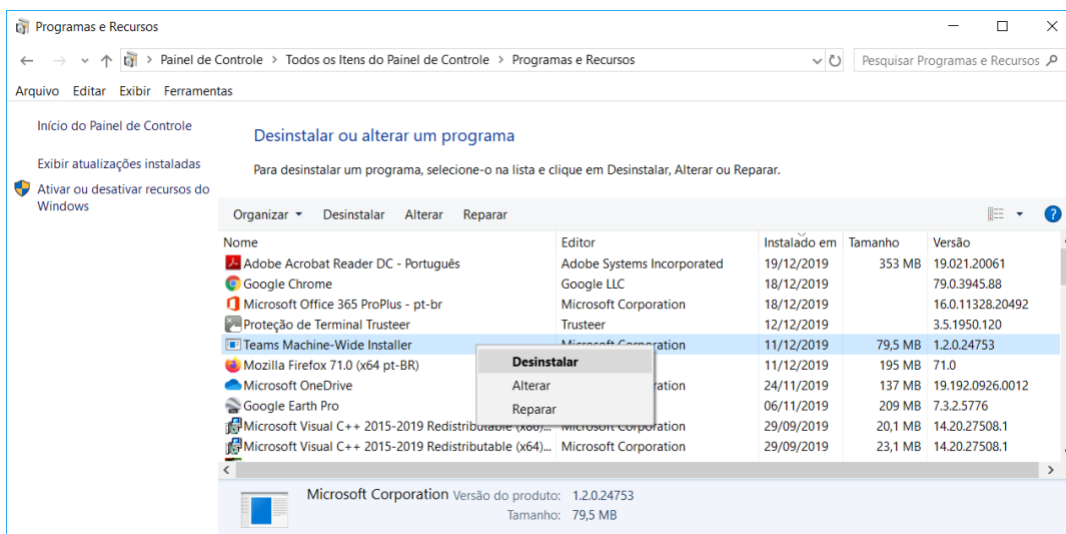 Programas e Recursos
Painel de Controle > Todos os Itens do Painel de Controle > Programas e Recursos Pesquisar Programas e Recursos
Arquivo Editar Exibir Ferramentas
Início do Painel de Controle
Exibir atualizações instaladas
Ativar ou desativar recursos do
Windows
Desinstalar ou alterar um programa
Para desinstalar um programa, selecione-o na lista e clique em Desinstalar, Alterar ou Reparar.
Organizar Desinstalar Alterar Reparar
Nome Editor Instalado em Tamanho Versão
Adobe Acrobat Reader DC - Português Adobe Systems Incorporated 19/12/2019 353 MB 19.021.20061
Google Chrome Google LLC 18/12/2019 79.0.3945.88
Microsoft Office 365 ProPlus - pt-br Microsoft Corporation 18/12/2019 16.0.11328.20492
Proteção de Terminal Trusteer Trusteer 12/12/2019 3.5.1950.120
Teams Machine-Wide Installer Microsoft Corporation 11/12/2019 79,5 MB 1.2.0.24753
Mozilla Firefox 71.0 (x64 pt-BR) 11/12/2019 195 MB 71.0
Microsoft OneDrive ration 24/11/2019 137 MB 19.192.0926.0012
Google Earth Pro 06/11/2019 209 MB 7.3.2.5776
Microsoft Visual C++ 2015-2019 Redistributable (x86)... Microsoft Corporation 29/09/2019 20,1 MB 14.20.27508.1
Microsoft Visual C++ 2015-2019 Redistributable (x64)... Microsoft Corporation 29/09/2019 23,1 MB 14.20.27508.1
Desinstalar
Alterar
Reparar
Microsoft Corporation Versão do produto: 1.2.0.24753
Tamanho: 79,5 MB